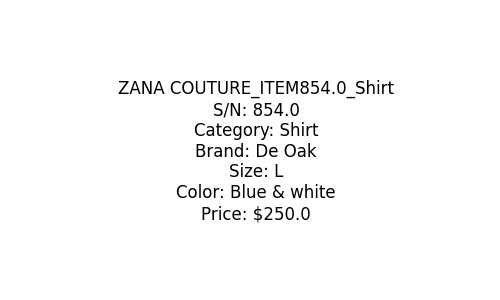 ZANA COUTURE_ITEM854.0_Shirt
S/N: 854.0
Category: Shirt
Brand: De Oak
Size: L
Color: Blue & white
Price: $250.0